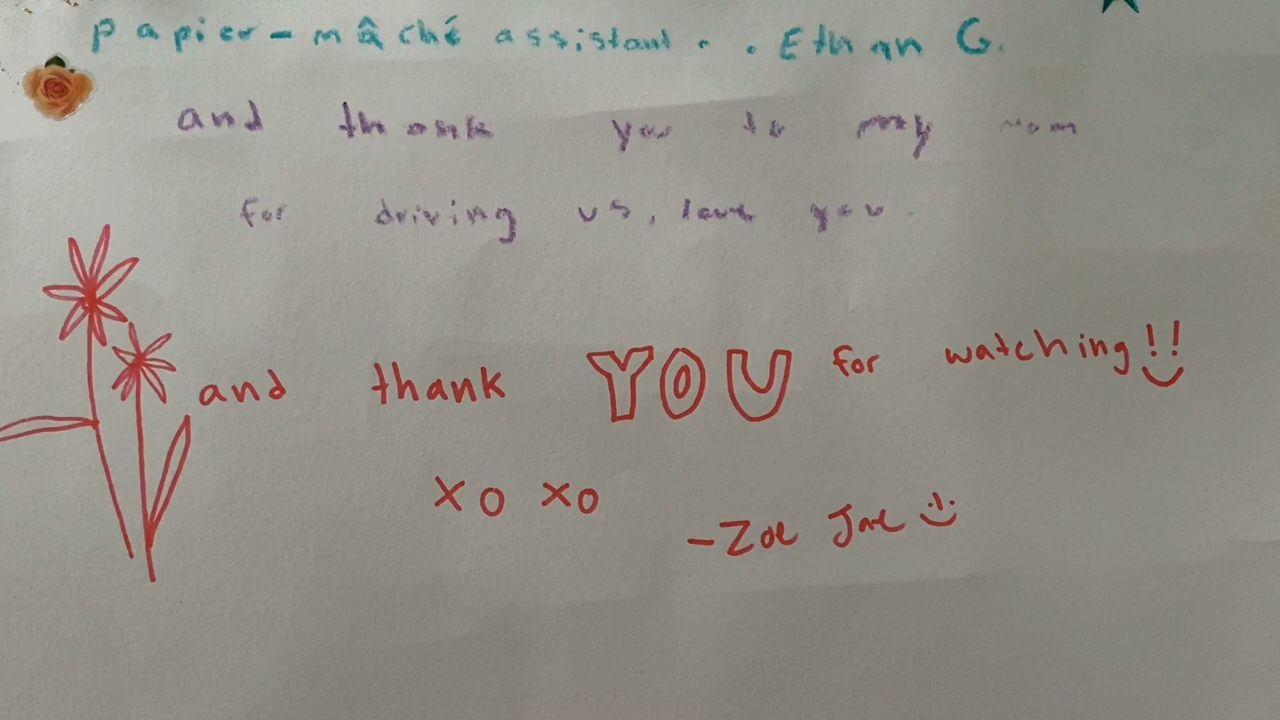 papier-mâché assistant.. Ethan G.
and thank you to my mom
for driving us, love you.
and thank YOU for watching!!
xo xo
-Zoe Jae